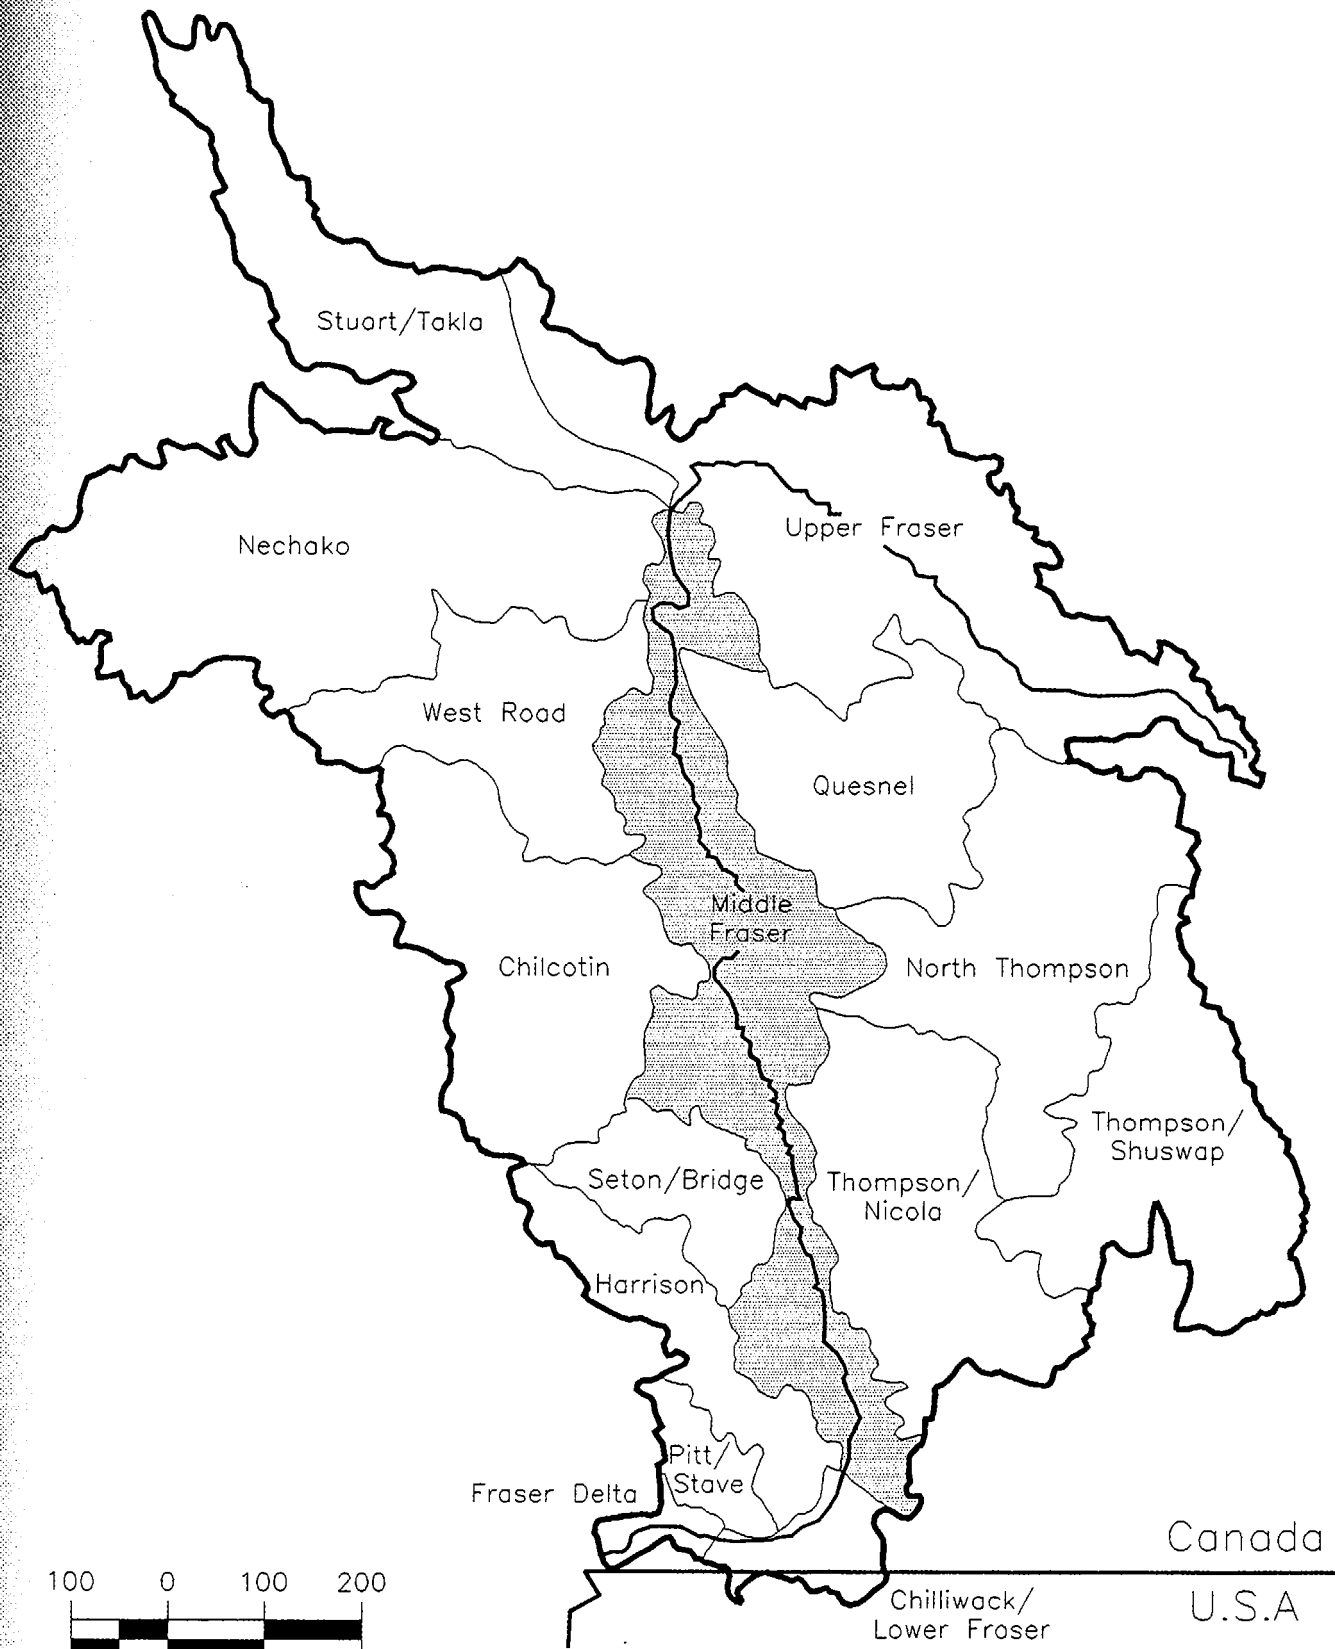 Stuart/Takla
Upper Fraser
Nechako
West Road
Quesnel
Middle
Fraser
Chilcotin
North Thompson
Thompson/
Shuswap
Seton/Bridge
Thompson/
Nicola
Harrison
Pitt/
Stave
Fraser Delta
Canada
100 0 100 200
Chilliwack/
Lower Fraser
U.S.A